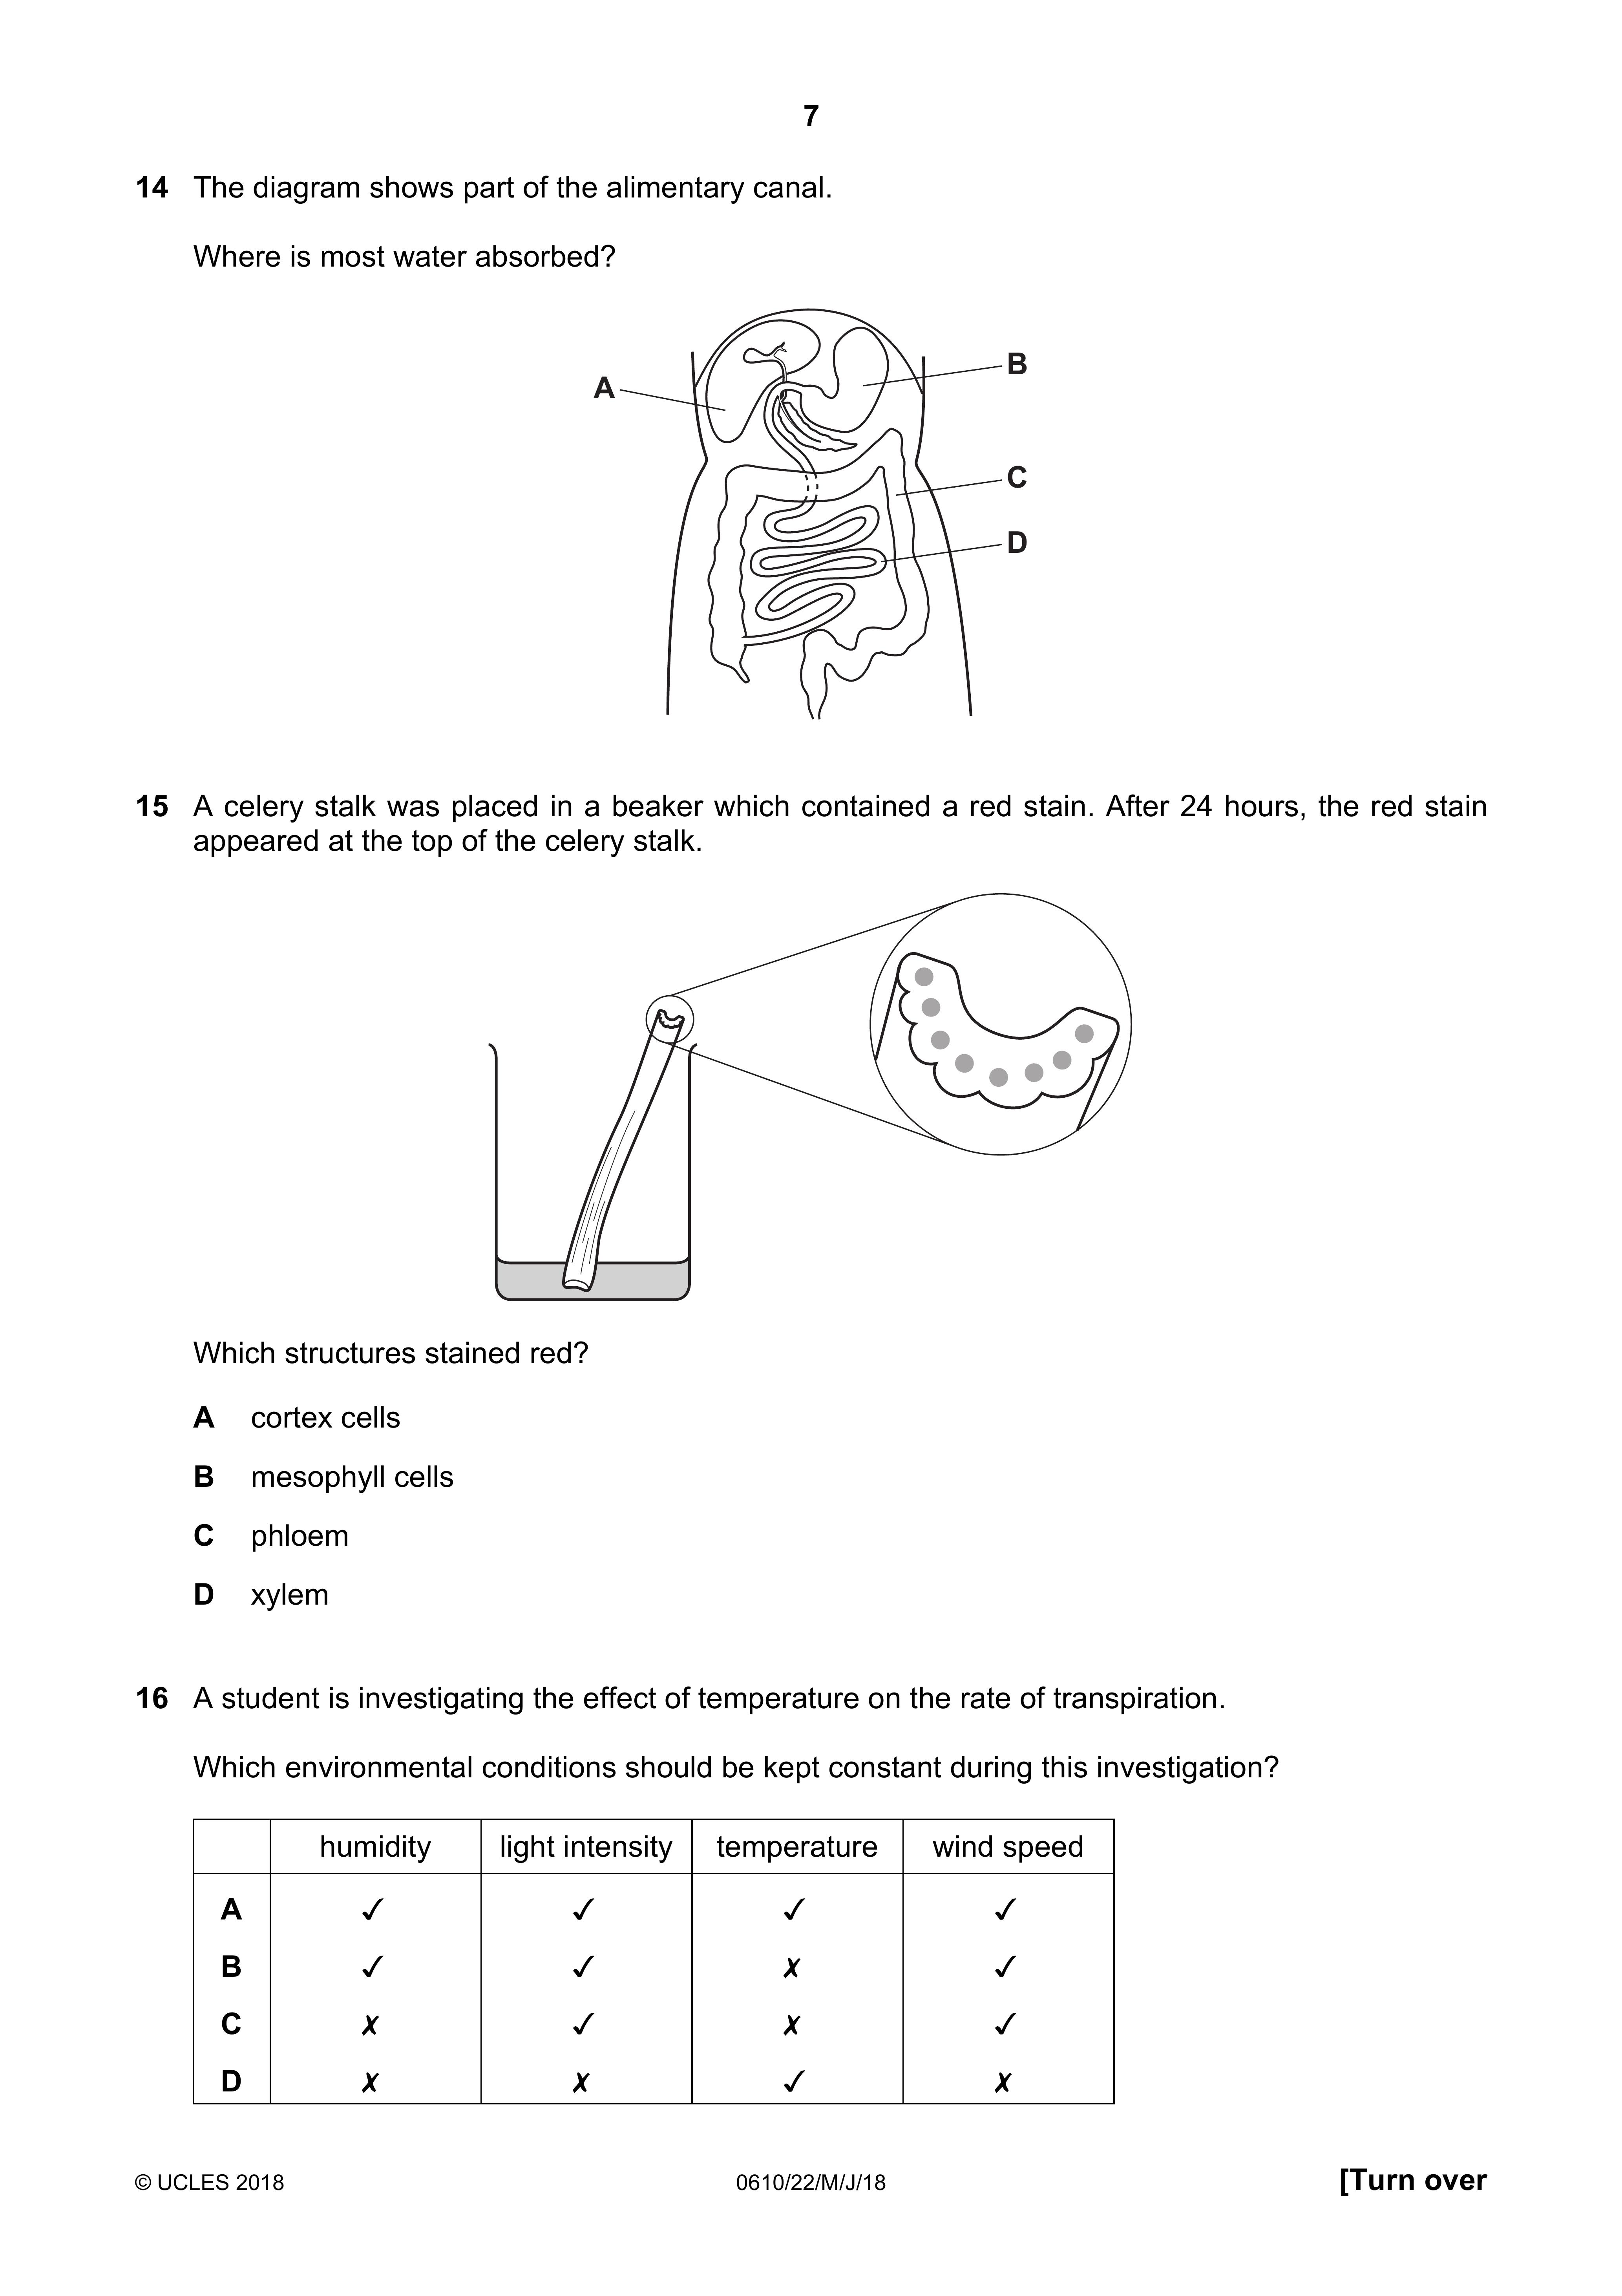 7
14 The diagram shows part of the alimentary canal.
Where is most water absorbed?
A
B
C
D
15 A celery stalk was placed in a beaker which contained a red stain. After 24 hours, the red stain
appeared at the top of the celery stalk.
Which structures stained red?
A cortex cells
B mesophyll cells
C phloem
D xylem
16 A student is investigating the effect of temperature on the rate of transpiration.
Which environmental conditions should be kept constant during this investigation?
humidity light intensity temperature wind speed
A ✓ ✓ ✓ ✓
B ✓ ✓ ✗ ✓
C ✗ ✓ ✗ ✓
D ✗ ✗ ✓ ✗
© UCLES 2018 0610/22/M/J/18 [Turn over